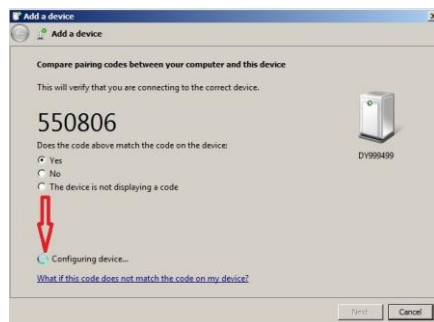 Add a device
Add a device
Compare pairing codes between your computer and this device
This will verify that you are connecting to the correct device.
550806
Does the code above match the code on the device:
Yes
No
The device is not displaying a code
DY999499
Configuring device...
What if this code does not match the code on my device?
Next
Cancel